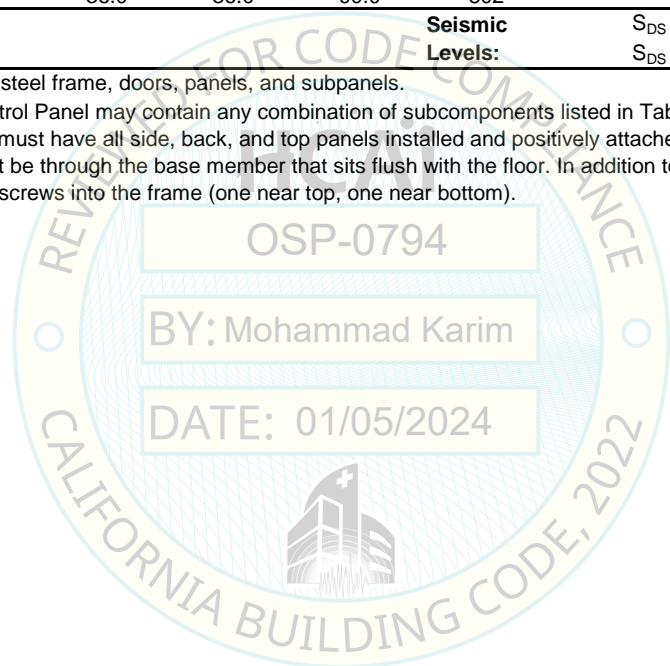 Seismic S_DS
Levels: S_DS
steel frame, doors, panels, and subpanels.
trol Panel may contain any combination of subcomponents listed in Tab
must have all side, back, and top panels installed and positively attache
t be through the base member that sits flush with the floor. In addition to
screws into the frame (one near top, one near bottom).
REVIEWED FOR CODE COMPLIANCE
HCAi
OSP-0794
BY: Mohammad Karim
DATE: 01/05/2024
CALIFORNIA BUILDING CODE, 2022